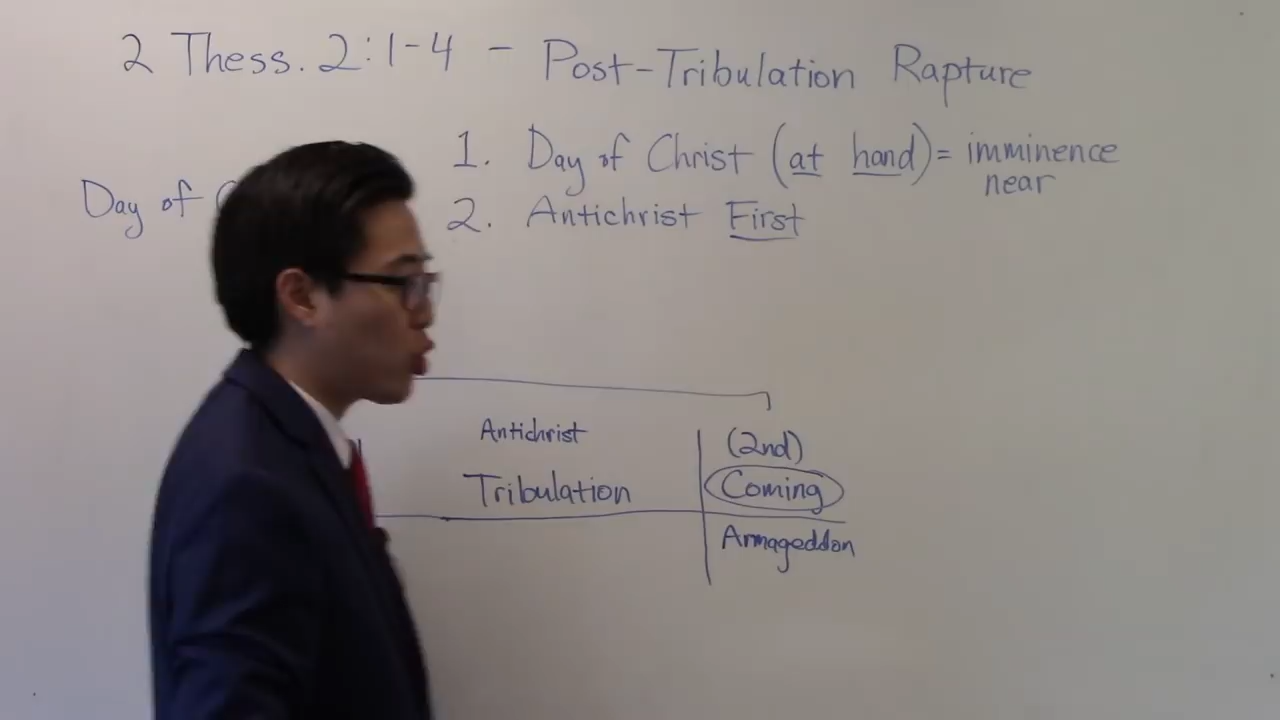 2 Thess. 2:1-4 - Post-Tribulation Rapture
1. Day of Christ (at hand) = imminence
near
Day of
2. Antichrist First
Antichrist
(2nd)
Tribulation
Coming
Armageddon